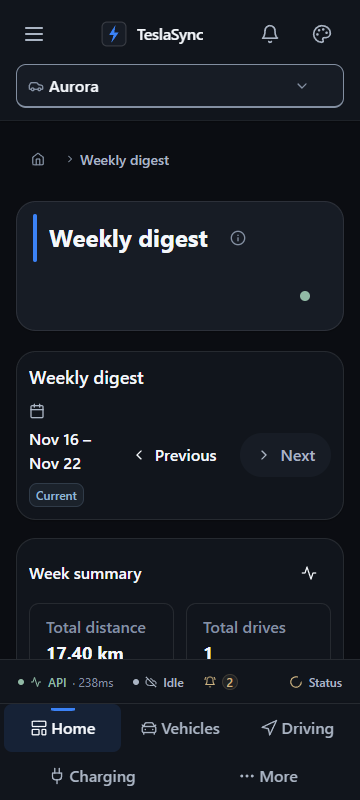 TeslaSync
Aurora
Weekly digest
Weekly digest
Weekly digest
Nov 16 –
Nov 22
Previous
Next
Current
Week summary
Total distance
Total drives
17.40 km
1
API · 238ms
Idle
2
Status
Home
Vehicles
Driving
Charging
More